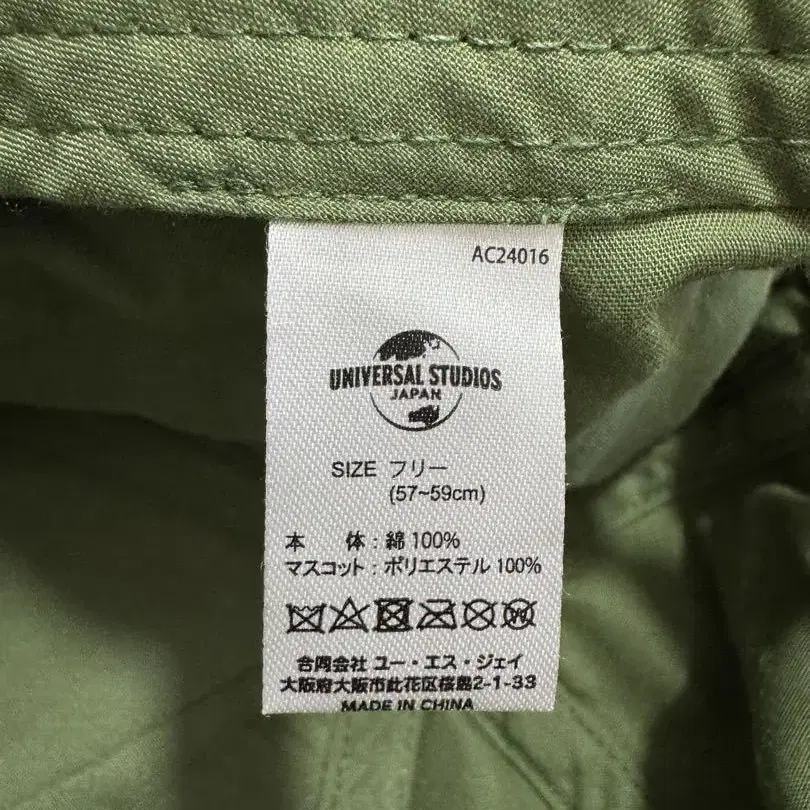 AC24016
UNIVERSAL STUDIOS
JAPAN
SIZE フリー
(57~59cm)
本 体 : 綿 100%
マスコット : ポリエステル 100%
合同会社 ユー・エス・ジェイ
大阪府大阪市此花区桜島2-1-33
MADE IN CHINA